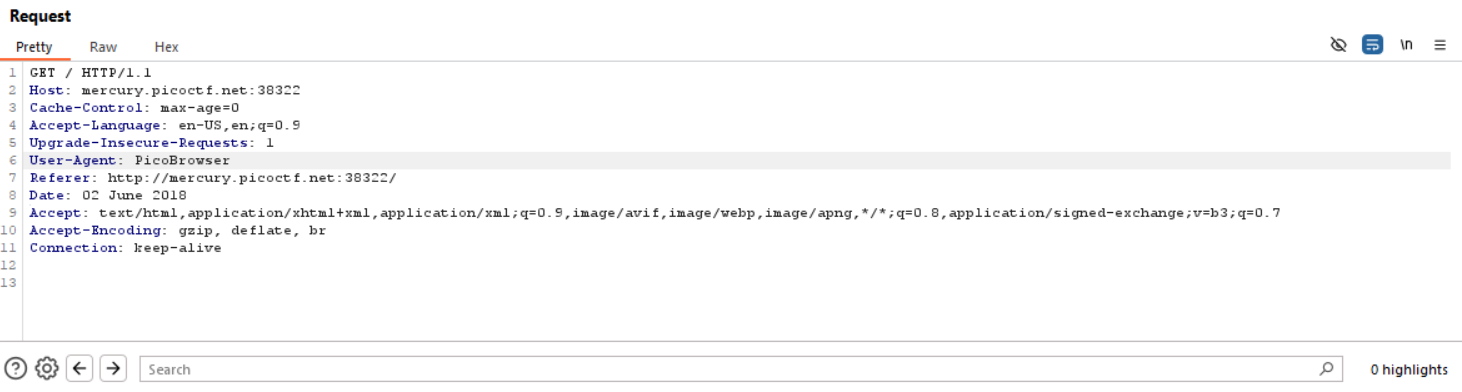 Request
Pretty Raw Hex \n
1 GET / HTTP/1.1
2 Host: mercury.picoctf.net:38322
3 Cache-Control: max-age=0
4 Accept-Language: en-US,en;q=0.9
5 Upgrade-Insecure-Requests: 1
6 User-Agent: PicoBrowser
7 Referer: http://mercury.picoctf.net:38322/
8 Date: 02 June 2018
9 Accept: text/html,application/xhtml+xml,application/xml;q=0.9,image/avif,image/webp,image/apng,*/*;q=0.8,application/signed-exchange;v=b3;q=0.7
10 Accept-Encoding: gzip, deflate, br
11 Connection: keep-alive
12
13
Search 0 highlights